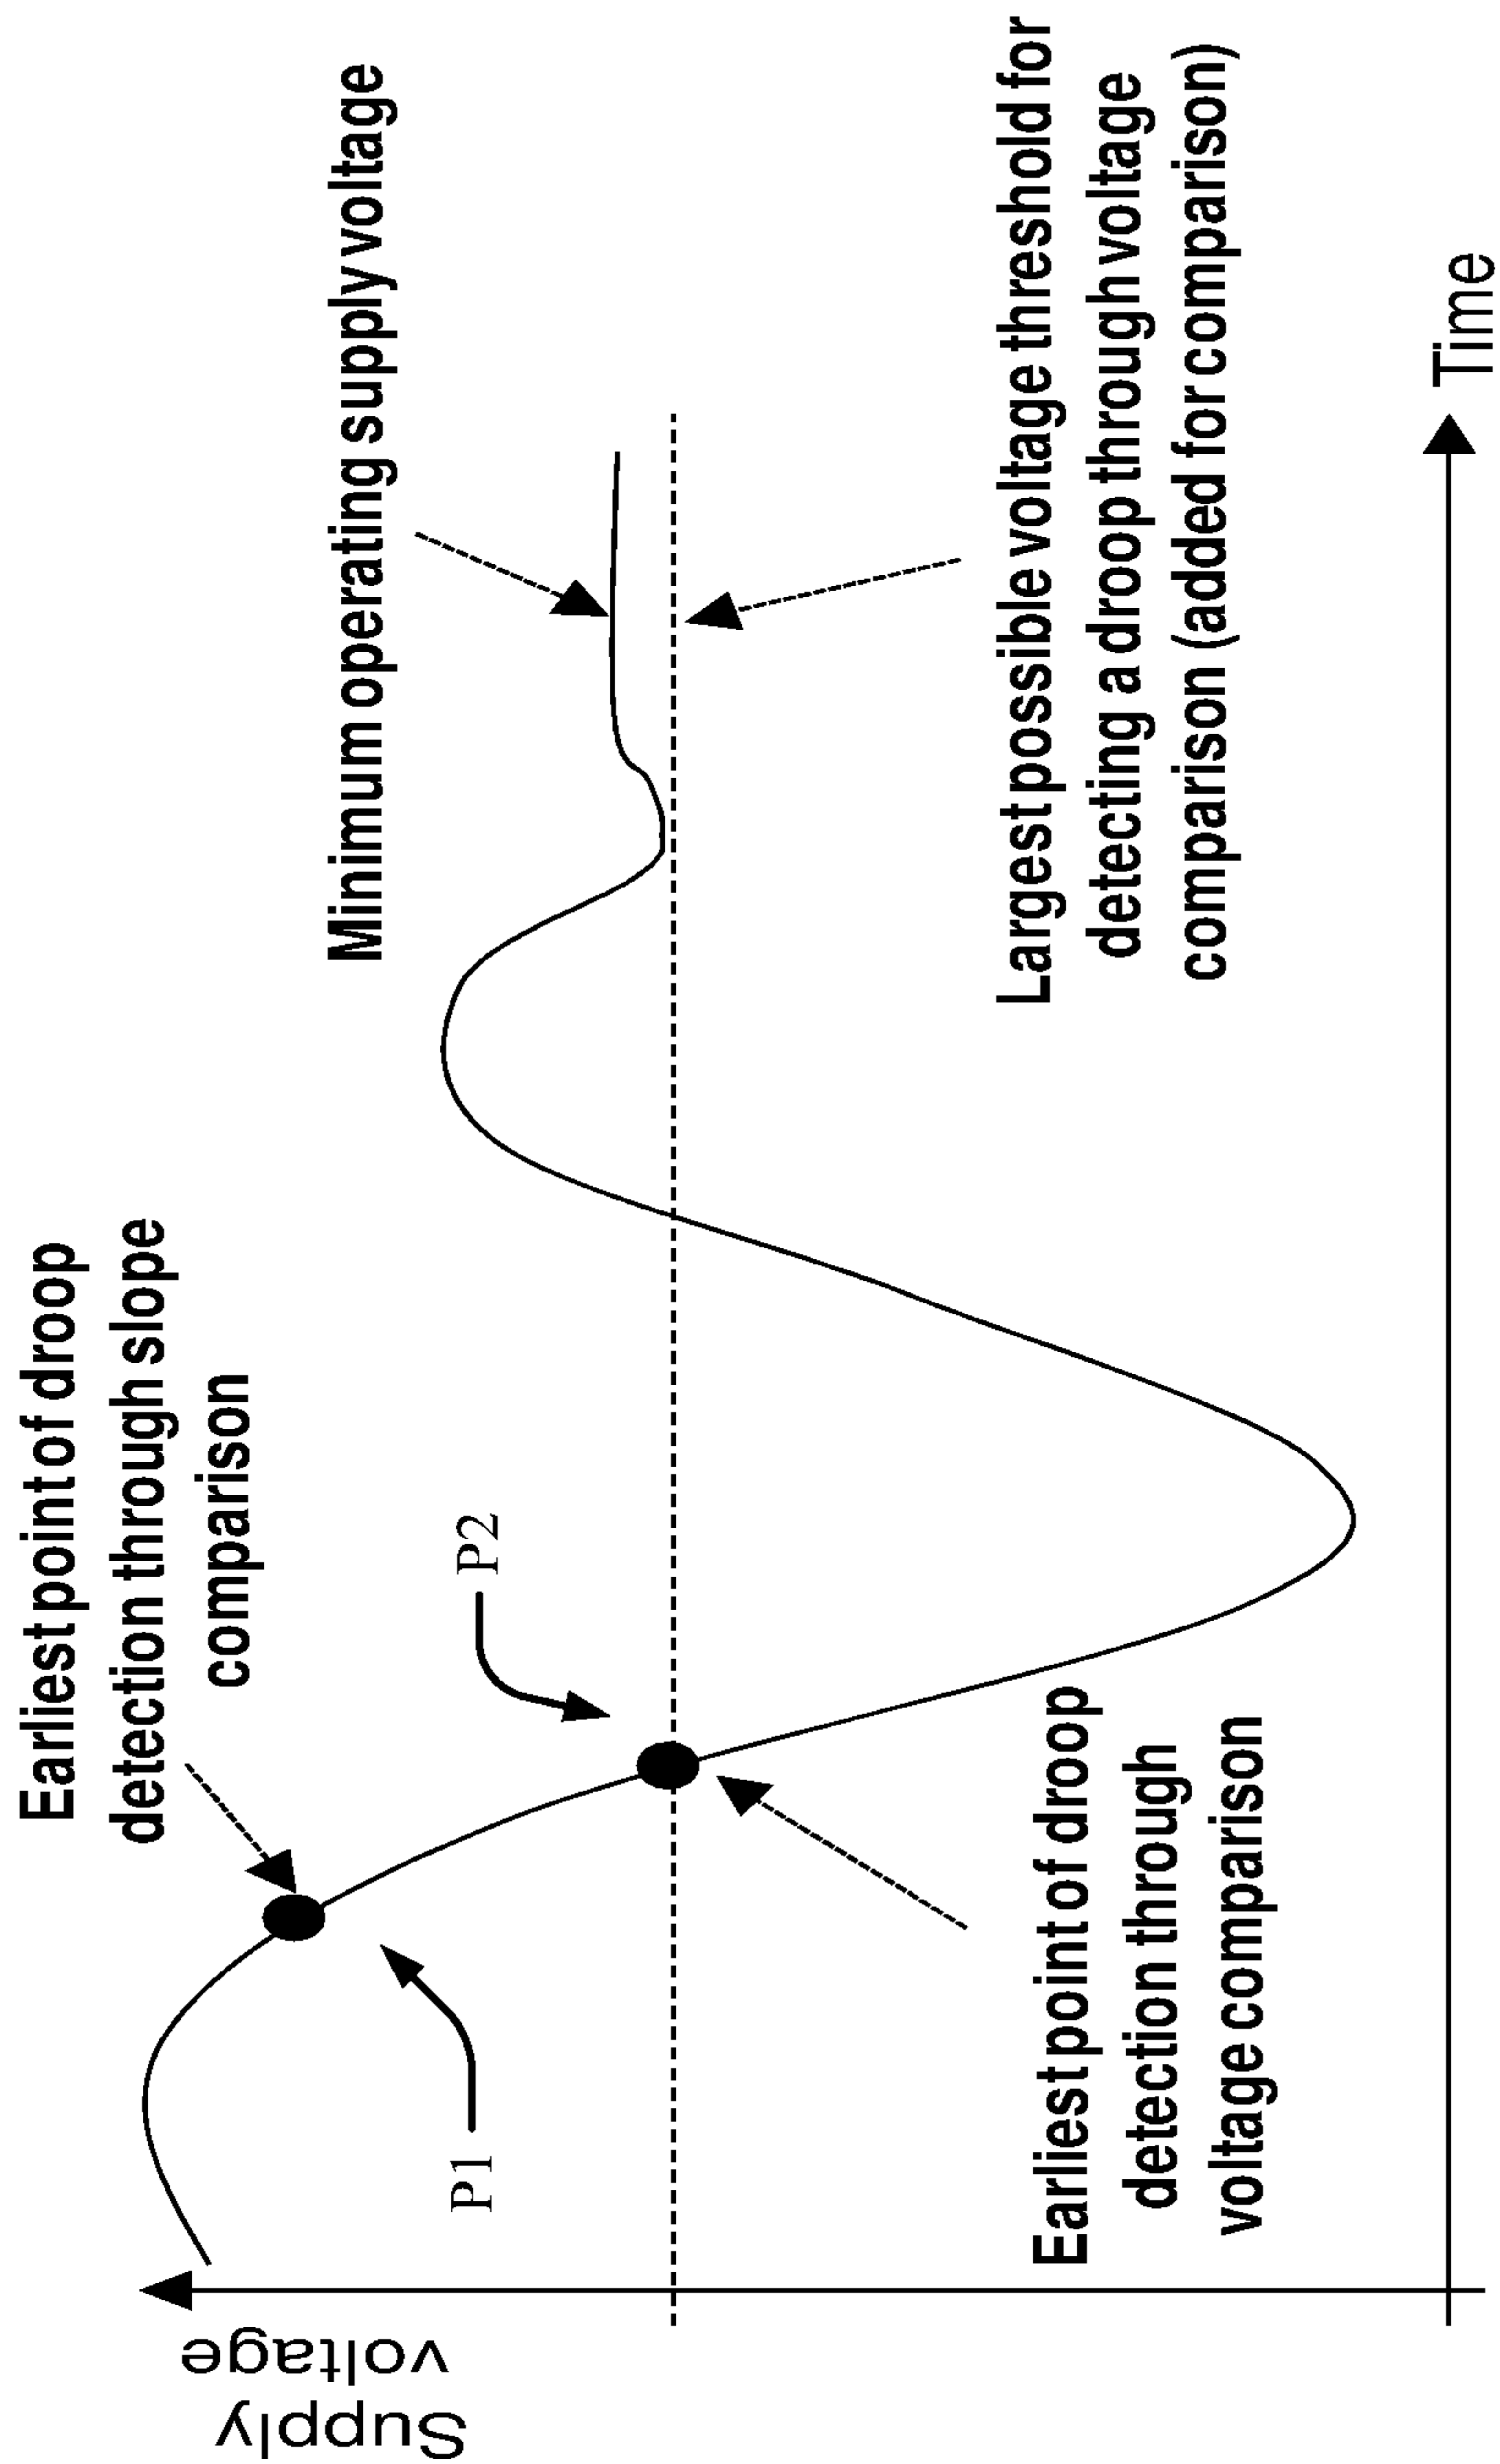 Supply
voltage
Earliest point of droop
detection through slope
comparison
P1
P2
Minimum operating supply voltage
Earliest point of droop
detection through
voltage comparison
Largest possible voltage threshold for
detecting a droop through voltage
comparison (added for comparison)
Time